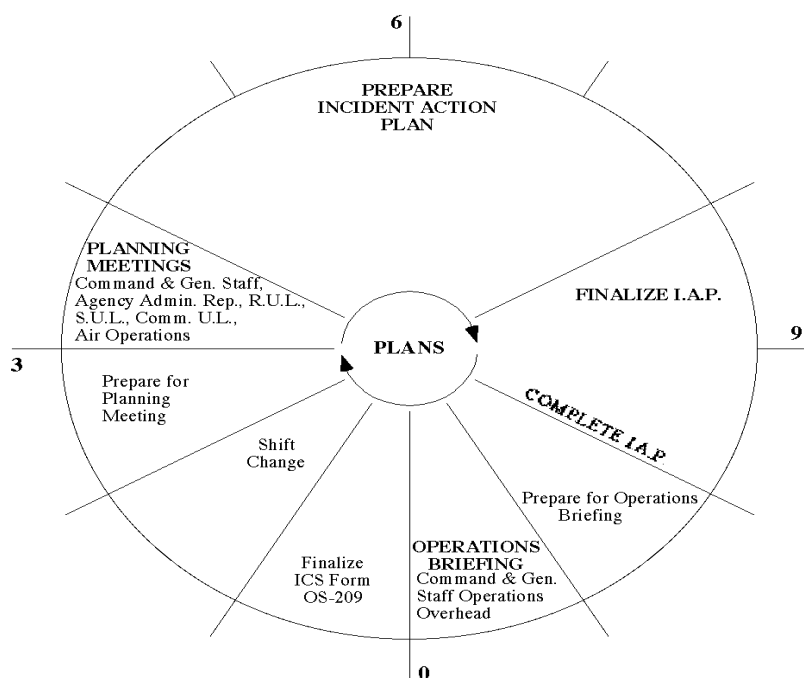 6
PREPARE
INCIDENT ACTION
PLAN
PLANNING
MEETINGS
Command & Gen. Staff,
Agency Admin. Rep., R.U.L.,
S.U.L., Comm. U.L.,
Air Operations
FINALIZE I.A.P.
3
PLANS
9
Prepare for
Planning
Meeting
COMPLETE I.A.P.
Shift
Change
Prepare for Operations
Briefing
Finalize
ICS Form
OS-209
OPERATIONS
BRIEFING
Command & Gen.
Staff Operations
Overhead
0